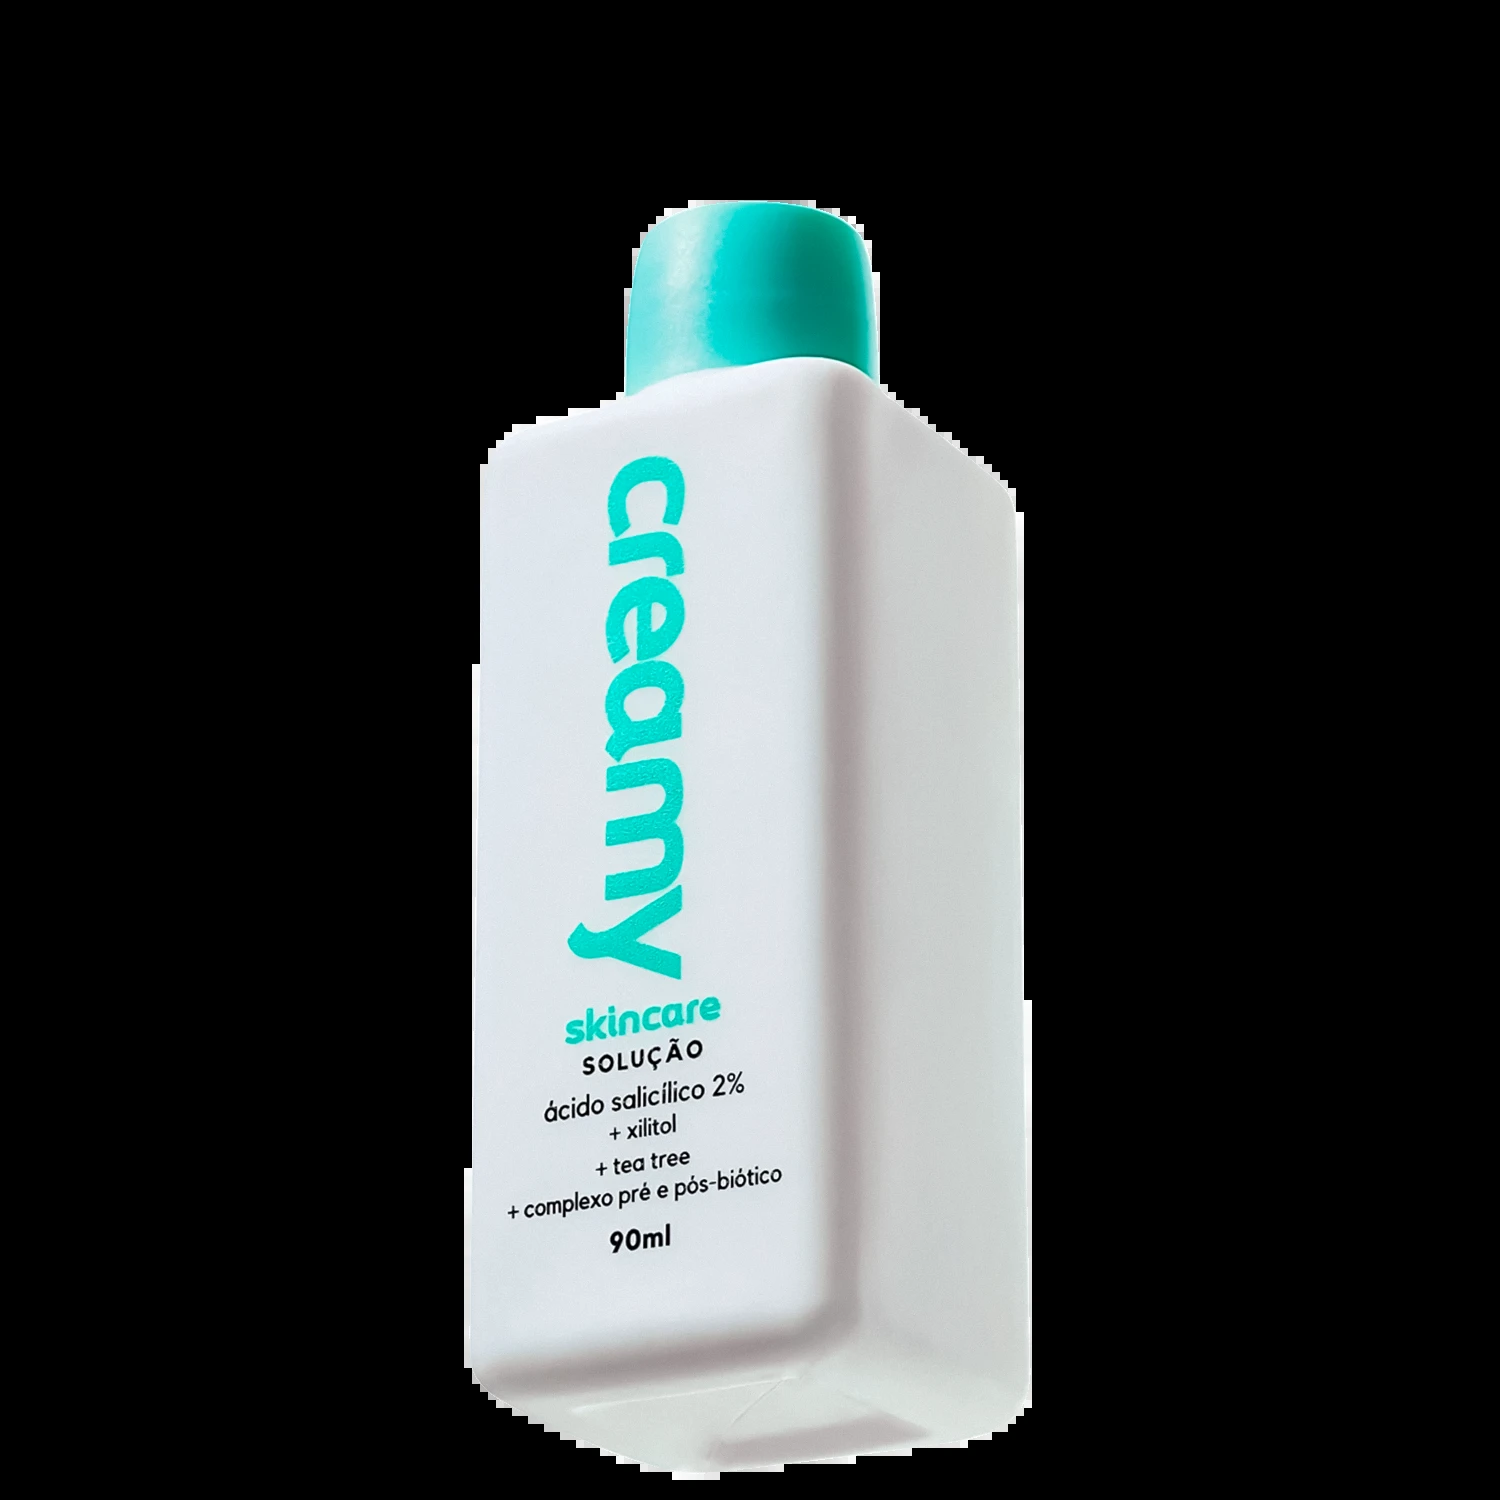 creamy
skincare
SOLUÇÃO
ácido salicílico 2%
+ xilitol
+ tea tree
+ complexo pré e pós-biótico
90ml